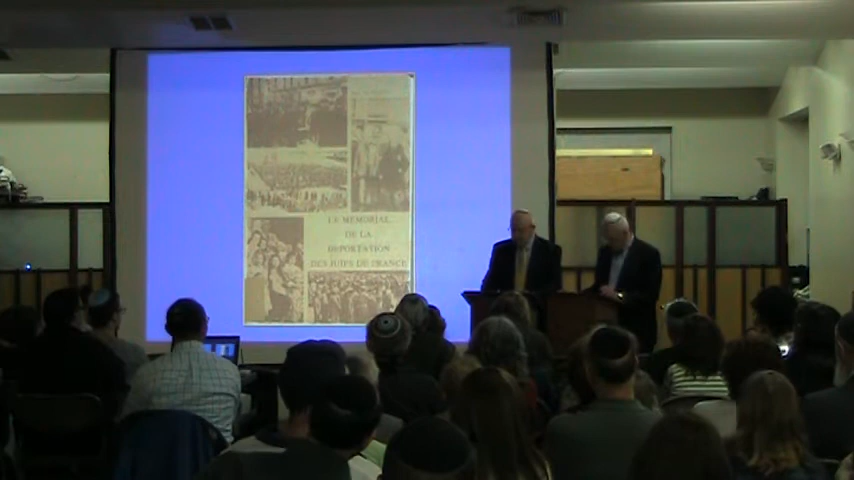 LE MEMORIAL
DE LA
DEPORTATION
DES JUIFS DE FRANCE